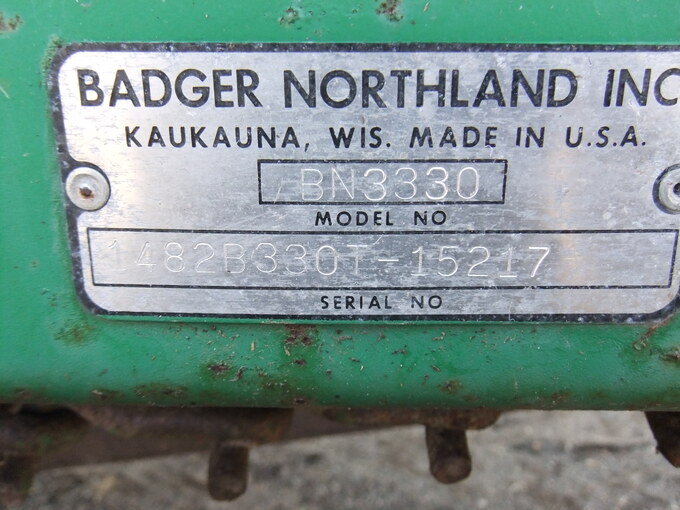 BADGER NORTHLAND INC
KAUKAUNA, WIS. MADE IN U.S.A.
BN3330
MODEL NO
1482B330T-15217
SERIAL NO